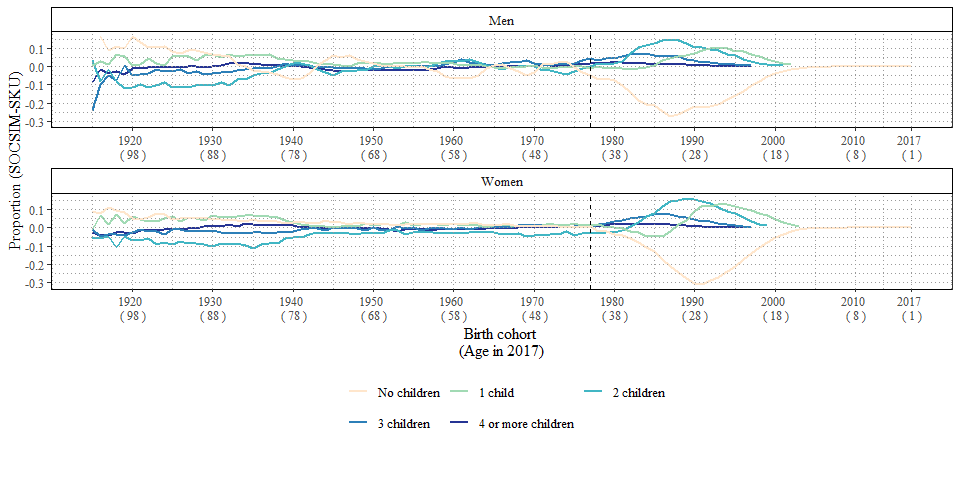 Men
0.1
0.0
-0.1
-0.2
-0.3
1920 1930 1940 1950 1960 1970 1980 1990 2000 2010 2017
( 98 ) ( 88 ) ( 78 ) ( 68 ) ( 58 ) ( 48 ) ( 38 ) ( 28 ) ( 18 ) ( 8 ) ( 1 )
Proportion (SOCSIM-SKU)
Women
0.1
0.0
-0.1
-0.2
-0.3
1920 1930 1940 1950 1960 1970 1980 1990 2000 2010 2017
( 98 ) ( 88 ) ( 78 ) ( 68 ) ( 58 ) ( 48 ) ( 38 ) ( 28 ) ( 18 ) ( 8 ) ( 1 )
Birth cohort
(Age in 2017)
No children 1 child 2 children
3 children 4 or more children